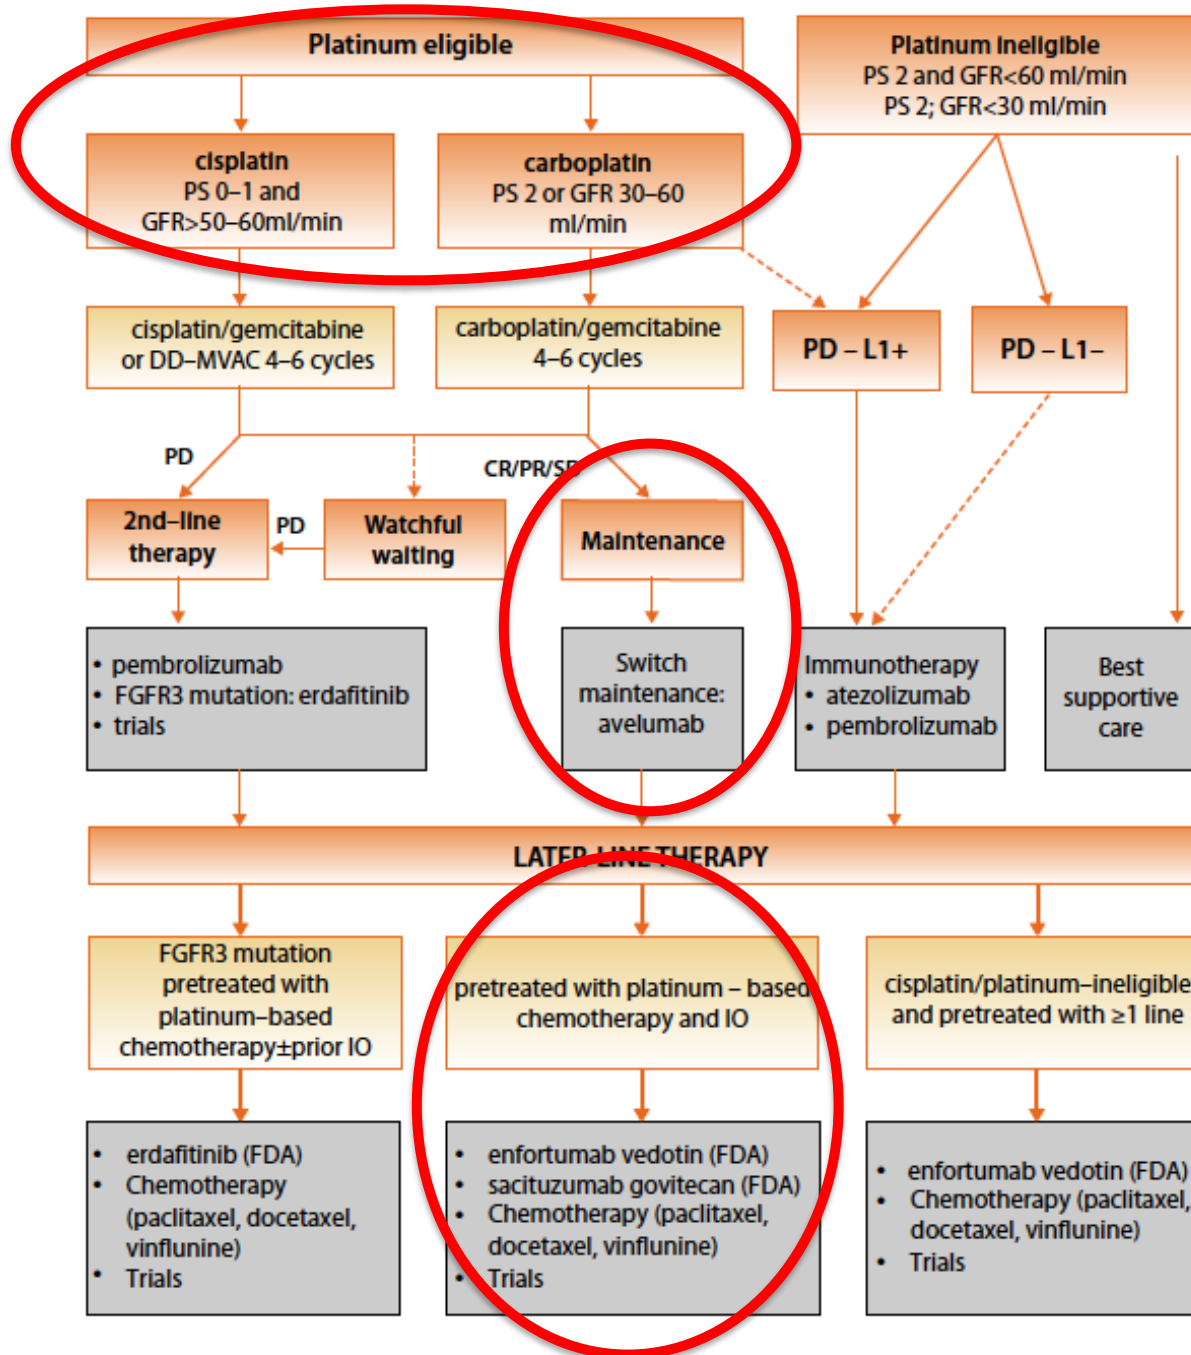 Platinum eligible
Platinum ineligible
PS 2 and GFR<60 ml/min
PS 2; GFR<30 ml/min
cisplatin
PS 0–1 and
GFR>50–60ml/min
carboplatin
PS 2 or GFR 30–60
ml/min
cisplatin/gemcitabine
or DD–MVAC 4–6 cycles
carboplatin/gemcitabine
4–6 cycles
PD – L1+
PD – L1–
PD
CR/PR/SD
2nd–line
therapy
PD
Watchful
waiting
Maintenance
• pembrolizumab
• FGFR3 mutation: erdafitinib
• trials
Switch
maintenance:
avelumab
Immunotherapy
• atezolizumab
• pembrolizumab
Best
supportive
care
LATER-LINE THERAPY
FGFR3 mutation
pretreated with
platinum–based
chemotherapy±prior IO
pretreated with platinum – based
chemotherapy and IO
cisplatin/platinum–ineligible
and pretreated with ≥1 line
• erdafitinib (FDA)
• Chemotherapy
(paclitaxel, docetaxel,
vinflunine)
• Trials
• enfortumab vedotin (FDA)
• sacituzumab govitecan (FDA)
• Chemotherapy (paclitaxel,
docetaxel, vinflunine)
• Trials
• enfortumab vedotin (FDA)
• Chemotherapy (paclitaxel,
docetaxel, vinflunine)
• Trials